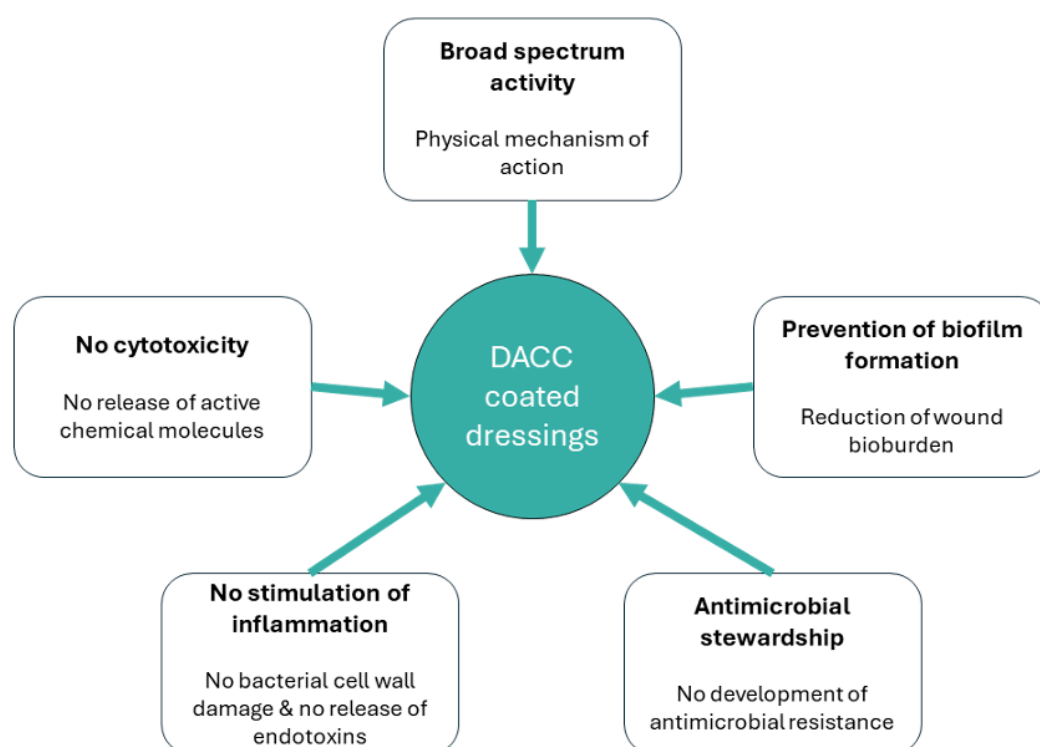 Broad spectrum
activity
Physical mechanism of
action
No cytotoxicity
No release of active
chemical molecules
DACC
coated
dressings
Prevention of biofilm
formation
Reduction of wound
bioburden
No stimulation of
inflammation
No bacterial cell wall
damage & no release of
endotoxins
Antimicrobial
stewardship
No development of
antimicrobial resistance